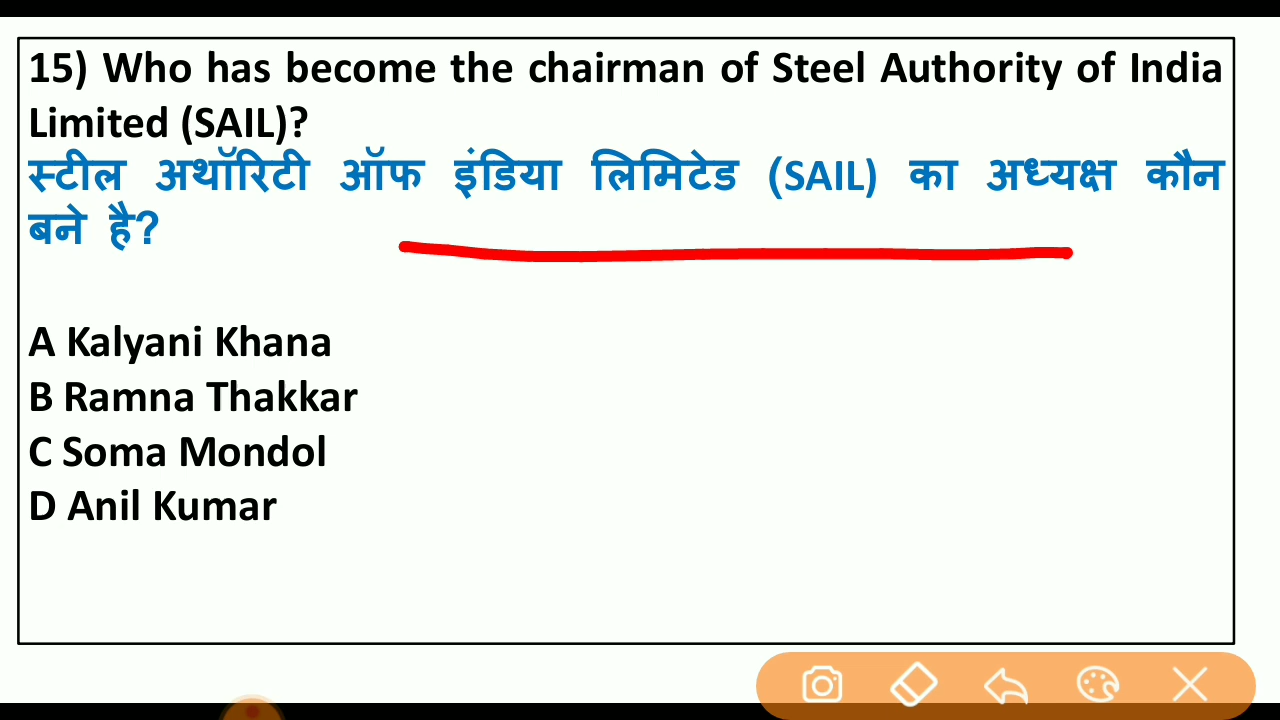 15) Who has become the chairman of Steel Authority of India
Limited (SAIL)?
स्टील अथॉरिटी ऑफ इंडिया लिमिटेड (SAIL) का अध्यक्ष कौन
बने है?
A Kalyani Khana
B Ramna Thakkar
C Soma Mondol
D Anil Kumar